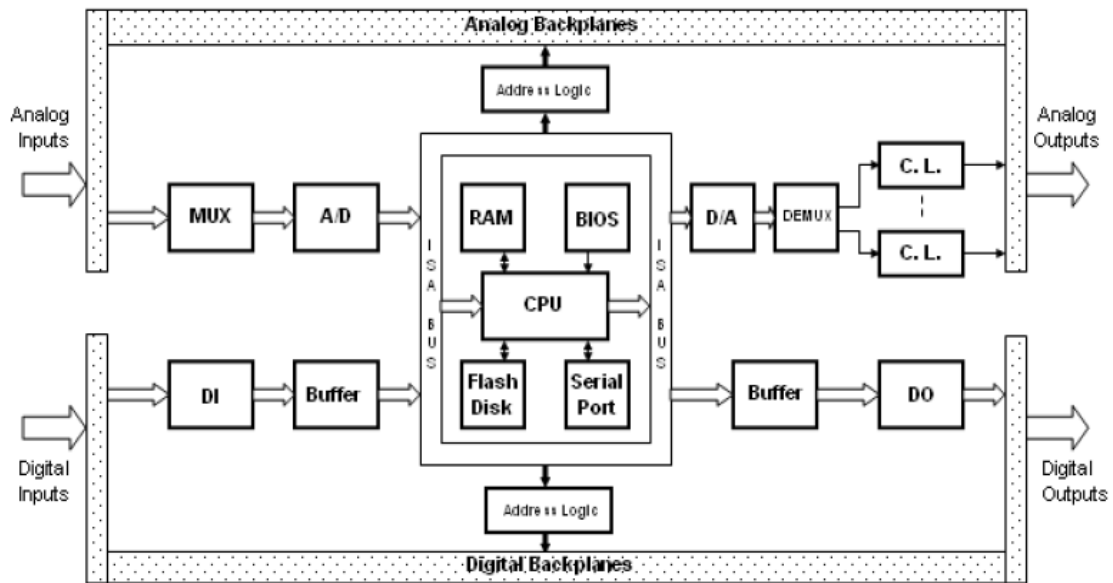 Analog Backplanes
Address Logic
Analog
Inputs
Analog
Outputs
MUX
A/D
RAM
BIOS
D/A
DEMUX
C. L.
C. L.
ISA BUS
CPU
ISA BUS
DI
Buffer
Flash
Disk
Serial
Port
Buffer
DO
Digital
Inputs
Digital
Outputs
Address Logic
Digital Backplanes